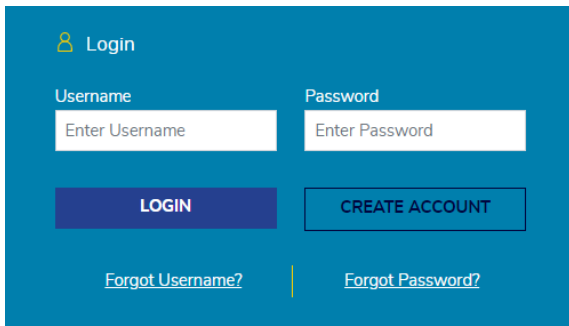 Login
Username Password
Enter Username Enter Password
LOGIN CREATE ACCOUNT
Forgot Username? Forgot Password?